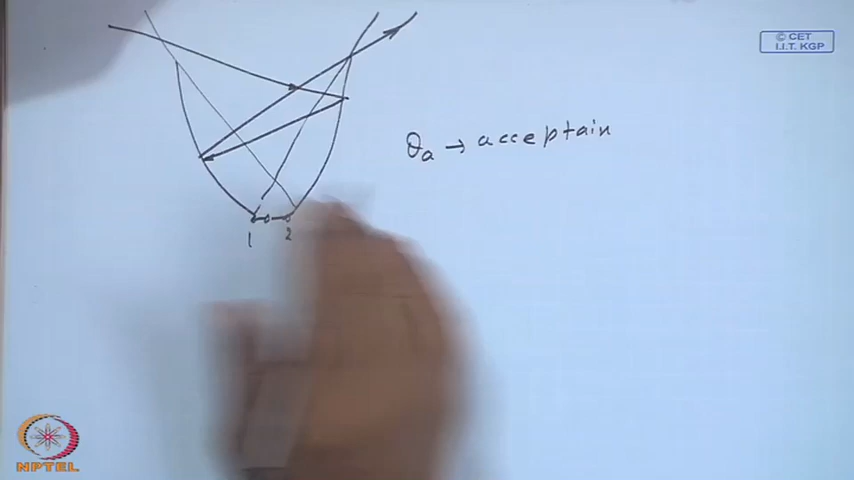 © CET
I.I.T. KGP
θa → acceptain
1 2
NPTEL